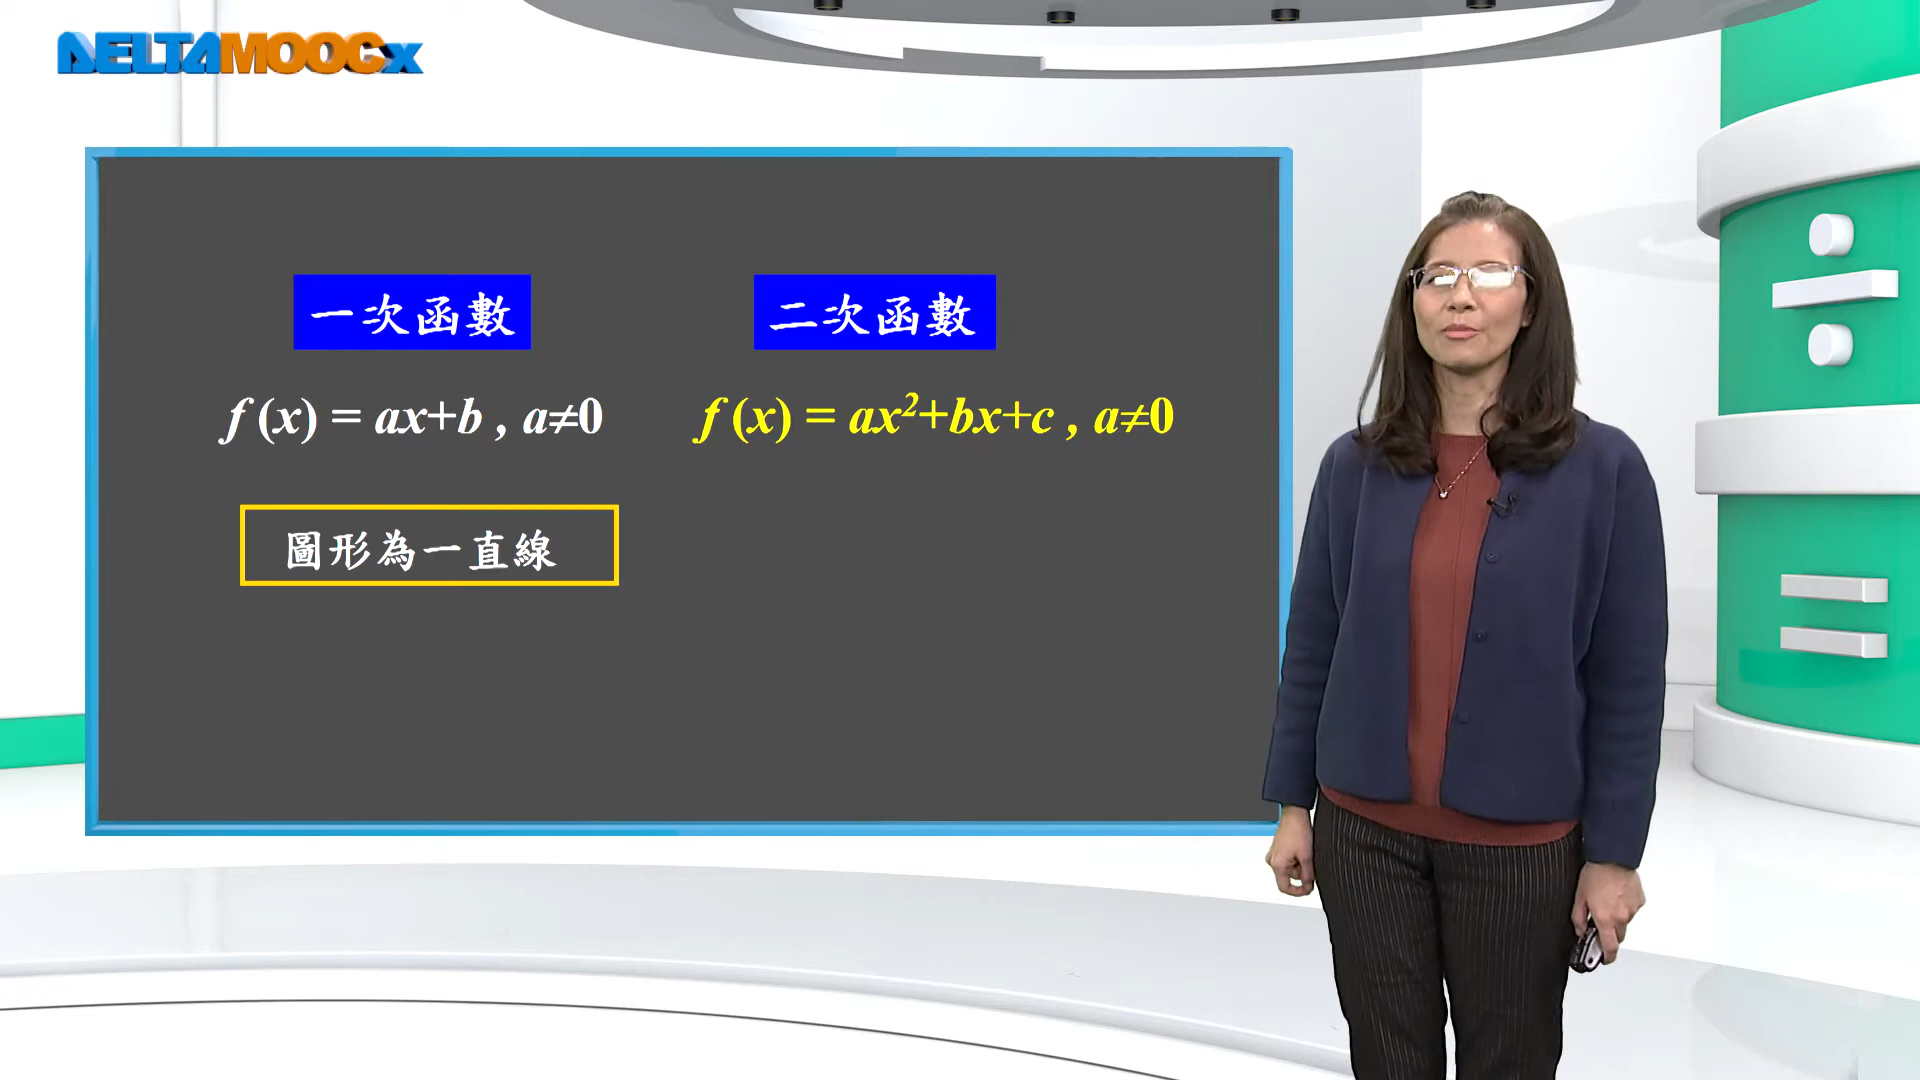 DELTAMOOCx
一次函數
二次函數
f (x) = ax+b , a≠0
f (x) = ax²+bx+c , a≠0
圖形為一直線